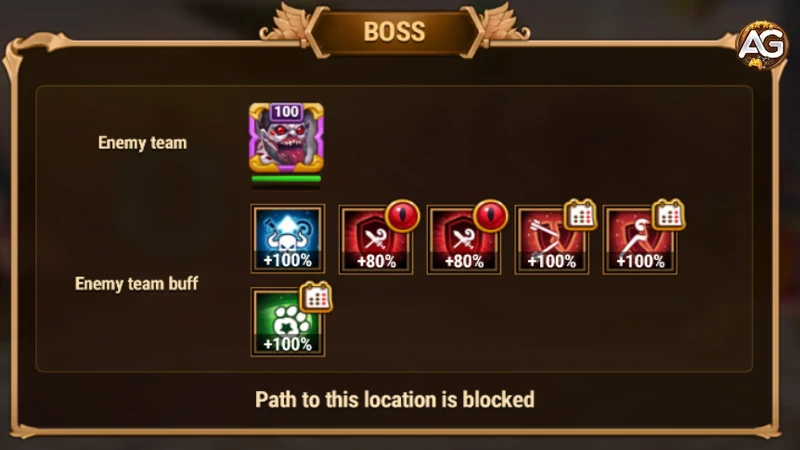 BOSS
AG
Enemy team
100
Enemy team buff
+100%
+80%
+80%
+100%
+100%
+100%
Path to this location is blocked